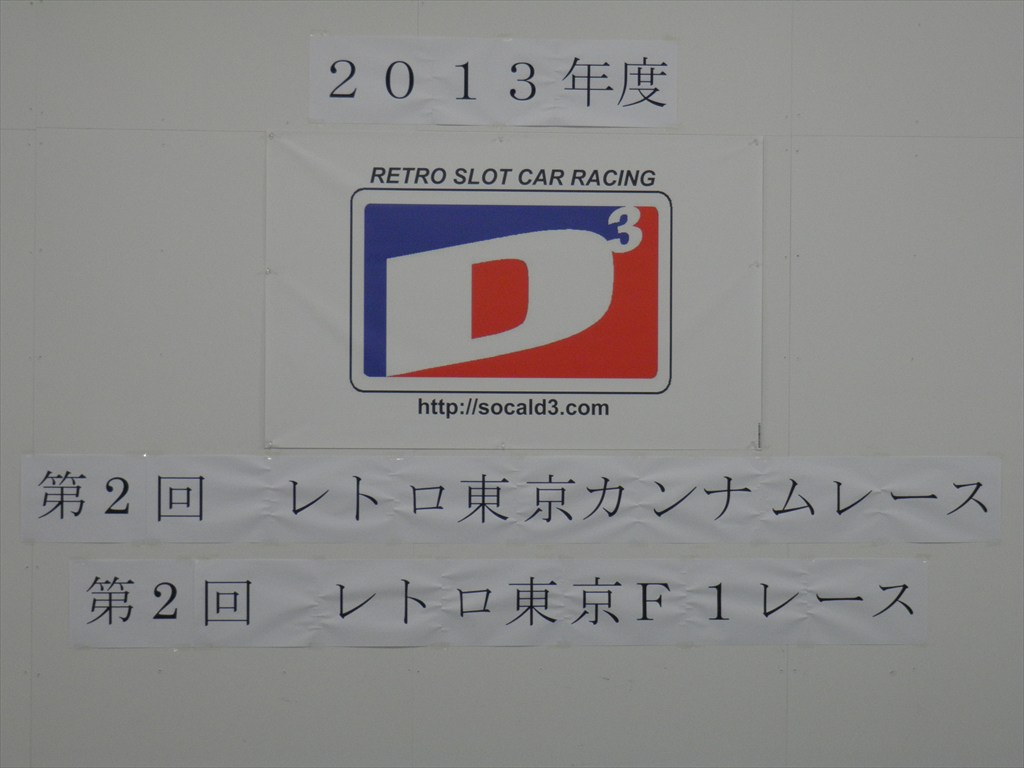 ２０１３年度
RETRO SLOT CAR RACING
D3
http://socald3.com
第２回　レトロ東京カンナムレース
第２回　レトロ東京Ｆ１レース